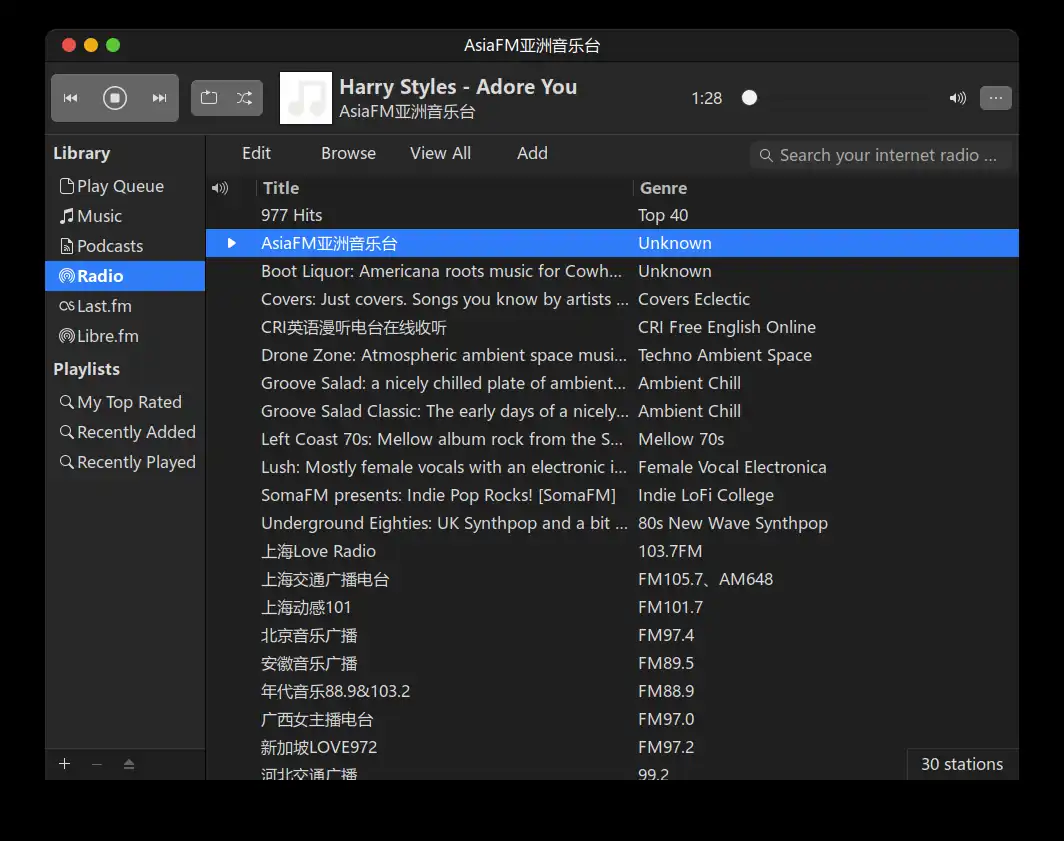 AsiaFM亚洲音乐台
Harry Styles - Adore You
AsiaFM亚洲音乐台
1:28
Library
Play Queue
Music
Podcasts
Radio
Last.fm
Libre.fm
Playlists
My Top Rated
Recently Added
Recently Played
Edit Browse View All Add
Search your internet radio ...
Title Genre
977 Hits Top 40
AsiaFM亚洲音乐台 Unknown
Boot Liquor: Americana roots music for Cowh... Unknown
Covers: Just covers. Songs you know by artists ... Covers Eclectic
CRI英语漫听电台在线收听 CRI Free English Online
Drone Zone: Atmospheric ambient space musi... Techno Ambient Space
Groove Salad: a nicely chilled plate of ambient... Ambient Chill
Groove Salad Classic: The early days of a nicely... Ambient Chill
Left Coast 70s: Mellow album rock from the S... Mellow 70s
Lush: Mostly female vocals with an electronic i... Female Vocal Electronica
SomaFM presents: Indie Pop Rocks! [SomaFM] Indie LoFi College
Underground Eighties: UK Synthpop and a bit ... 80s New Wave Synthpop
上海Love Radio 103.7FM
上海交通广播电台 FM105.7、AM648
上海动感101 FM101.7
北京音乐广播 FM97.4
安徽音乐广播 FM89.5
年代音乐88.9&103.2 FM88.9
广西女主播电台 FM97.0
新加坡LOVE972 FM97.2
河北交通广播 99.2
30 stations